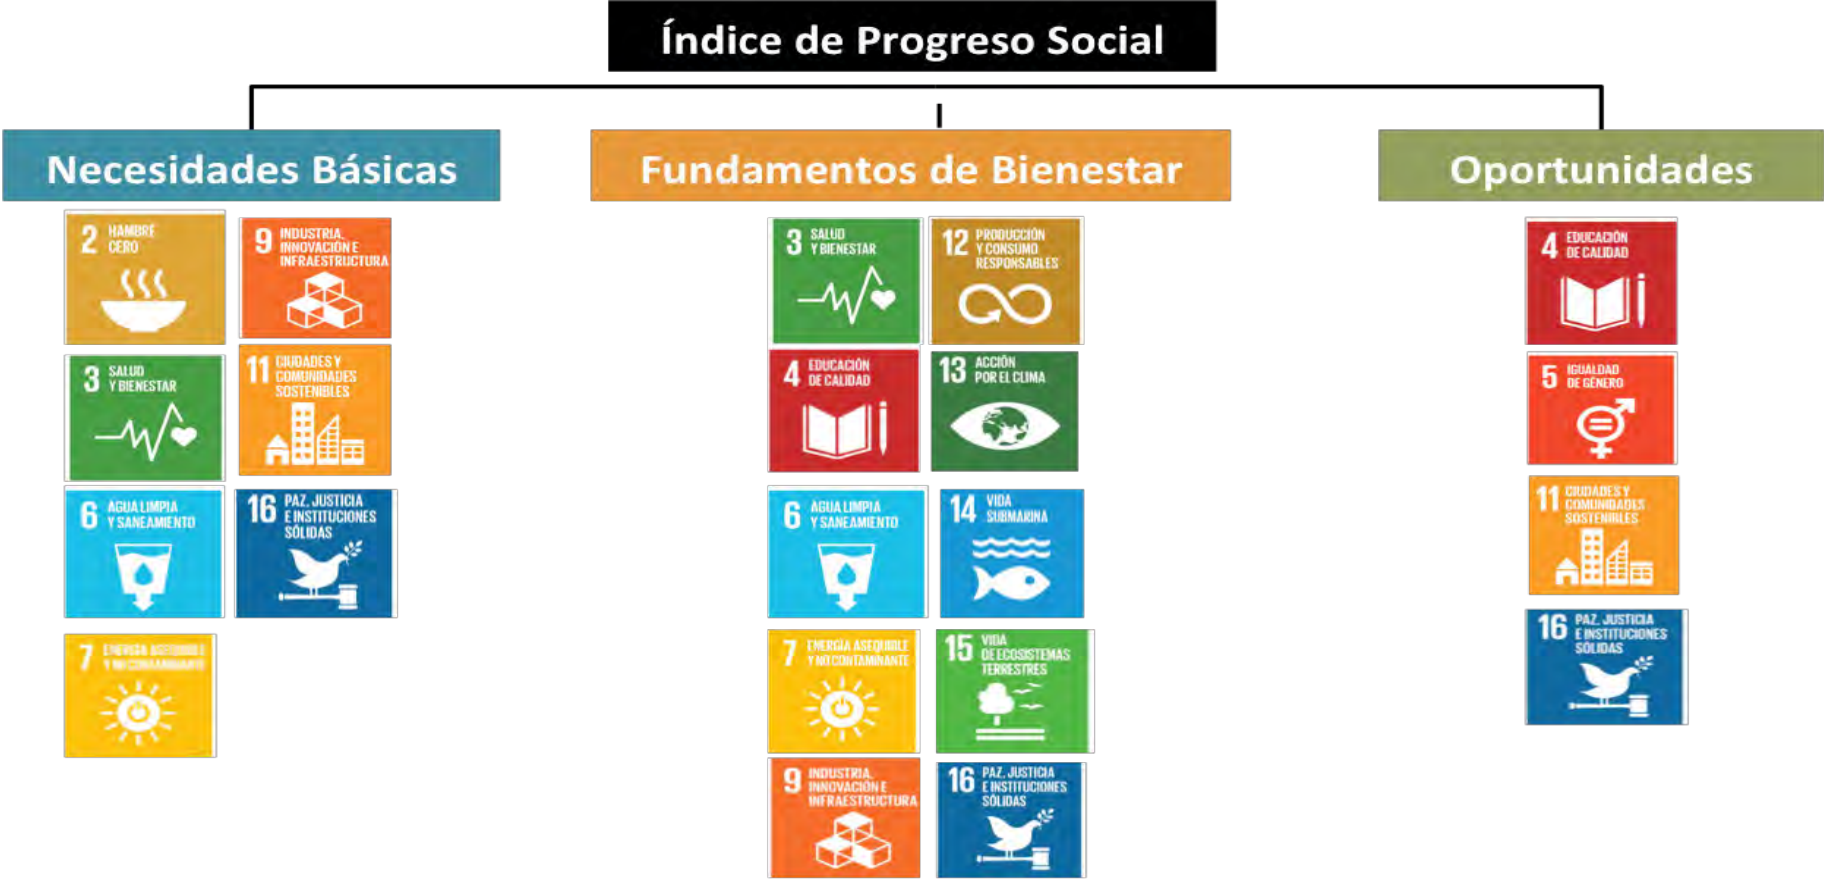 Índice de Progreso Social
Necesidades Básicas
Fundamentos de Bienestar
Oportunidades
2 HAMBRE
CERO
9 INDUSTRIA,
INNOVACIÓN E
INFRAESTRUCTURA
3 SALUD
Y BIENESTAR
11 CIUDADES Y
COMUNIDADES
SOSTENIBLES
6 AGUA LIMPIA
Y SANEAMIENTO
16 PAZ, JUSTICIA
E INSTITUCIONES
SÓLIDAS
7 ENERGÍA ASEQUIBLE
Y NO CONTAMINANTE
3 SALUD
Y BIENESTAR
12 PRODUCCIÓN
Y CONSUMO
RESPONSABLES
4 EDUCACIÓN
DE CALIDAD
13 ACCIÓN
POR EL CLIMA
6 AGUA LIMPIA
Y SANEAMIENTO
14 VIDA
SUBMARINA
7 ENERGÍA ASEQUIBLE
Y NO CONTAMINANTE
15 VIDA
DE ECOSISTEMAS
TERRESTRES
9 INDUSTRIA,
INNOVACIÓN E
INFRAESTRUCTURA
16 PAZ, JUSTICIA
E INSTITUCIONES
SÓLIDAS
4 EDUCACIÓN
DE CALIDAD
5 IGUALDAD
DE GÉNERO
11 CIUDADES Y
COMUNIDADES
SOSTENIBLES
16 PAZ, JUSTICIA
E INSTITUCIONES
SÓLIDAS